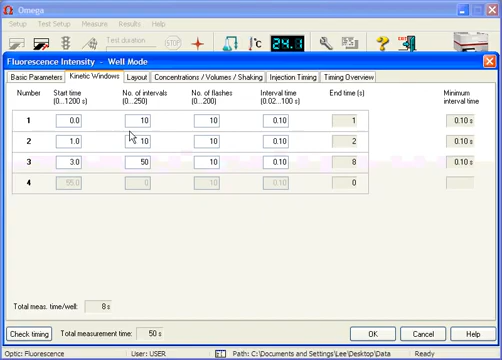 Omega
Setup Test Setup Measure Results Help
Test duration
STOP
°C
24.1
EXIT
Fluorescence Intensity - Well Mode
Basic Parameters Kinetic Windows Layout Concentrations / Volumes / Shaking Injection Timing Timing Overview
Number Start time No. of intervals No. of flashes Interval time End time (s) Minimum
(0...1200 s) (0...250) (0...200) (0.02...100 s) interval time
1 0.0 10 10 0.10 1 0.10 s
2 1.0 10 10 0.10 2 0.10 s
3 3.0 50 10 0.10 8 0.10 s
4 55.0 0 10 0.10 0
Total meas. time/well: 8 s
Check timing Total measurement time: 50 s OK Cancel Help
Optic: Fluorescence User: USER Path: C:\Documents and Settings\Lee\Desktop\Data Ready